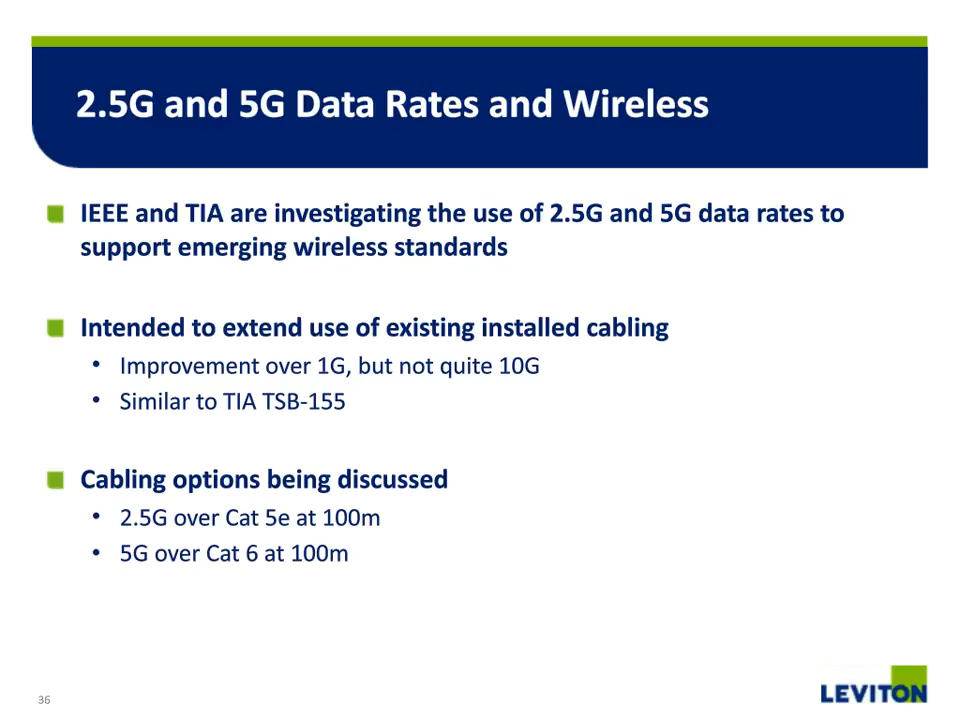 2.5G and 5G Data Rates and Wireless
IEEE and TIA are investigating the use of 2.5G and 5G data rates to
support emerging wireless standards
Intended to extend use of existing installed cabling
• Improvement over 1G, but not quite 10G
• Similar to TIA TSB-155
Cabling options being discussed
• 2.5G over Cat 5e at 100m
• 5G over Cat 6 at 100m
36
LEVITON